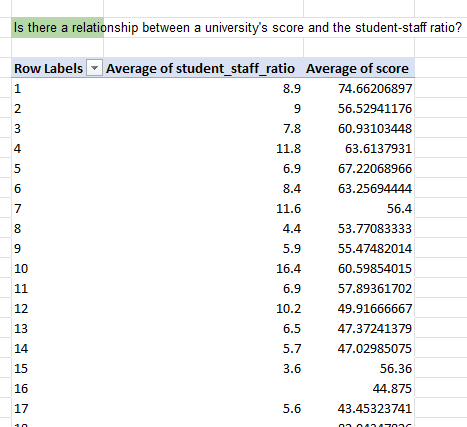 Is there a relationship between a university's score and the student-staff ratio?
Row Labels Average of student_staff_ratio Average of score
1 8.9 74.66206897
2 9 56.52941176
3 7.8 60.93103448
4 11.8 63.6137931
5 6.9 67.22068966
6 8.4 63.25694444
7 11.6 56.4
8 4.4 53.77083333
9 5.9 55.47482014
10 16.4 60.59854015
11 6.9 57.89361702
12 10.2 49.91666667
13 6.5 47.37241379
14 5.7 47.02985075
15 3.6 56.36
16 44.875
17 5.6 43.45323741